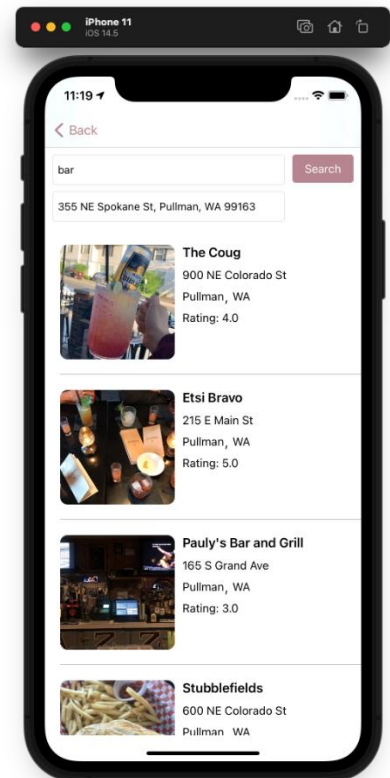 iPhone 11
iOS 14.5
11:19
Back
bar
Search
355 NE Spokane St, Pullman, WA 99163
The Coug
900 NE Colorado St
Pullman, WA
Rating: 4.0
Etsi Bravo
215 E Main St
Pullman, WA
Rating: 5.0
Pauly's Bar and Grill
165 S Grand Ave
Pullman, WA
Rating: 3.0
Stubblefields
600 NE Colorado St
Pullman, WA